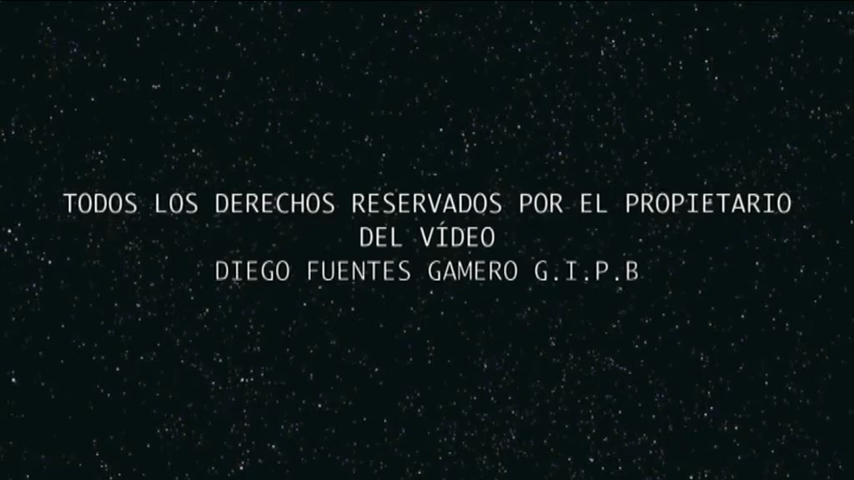 TODOS LOS DERECHOS RESERVADOS POR EL PROPIETARIO
DEL VÍDEO
DIEGO FUENTES GAMERO G.I.P.B